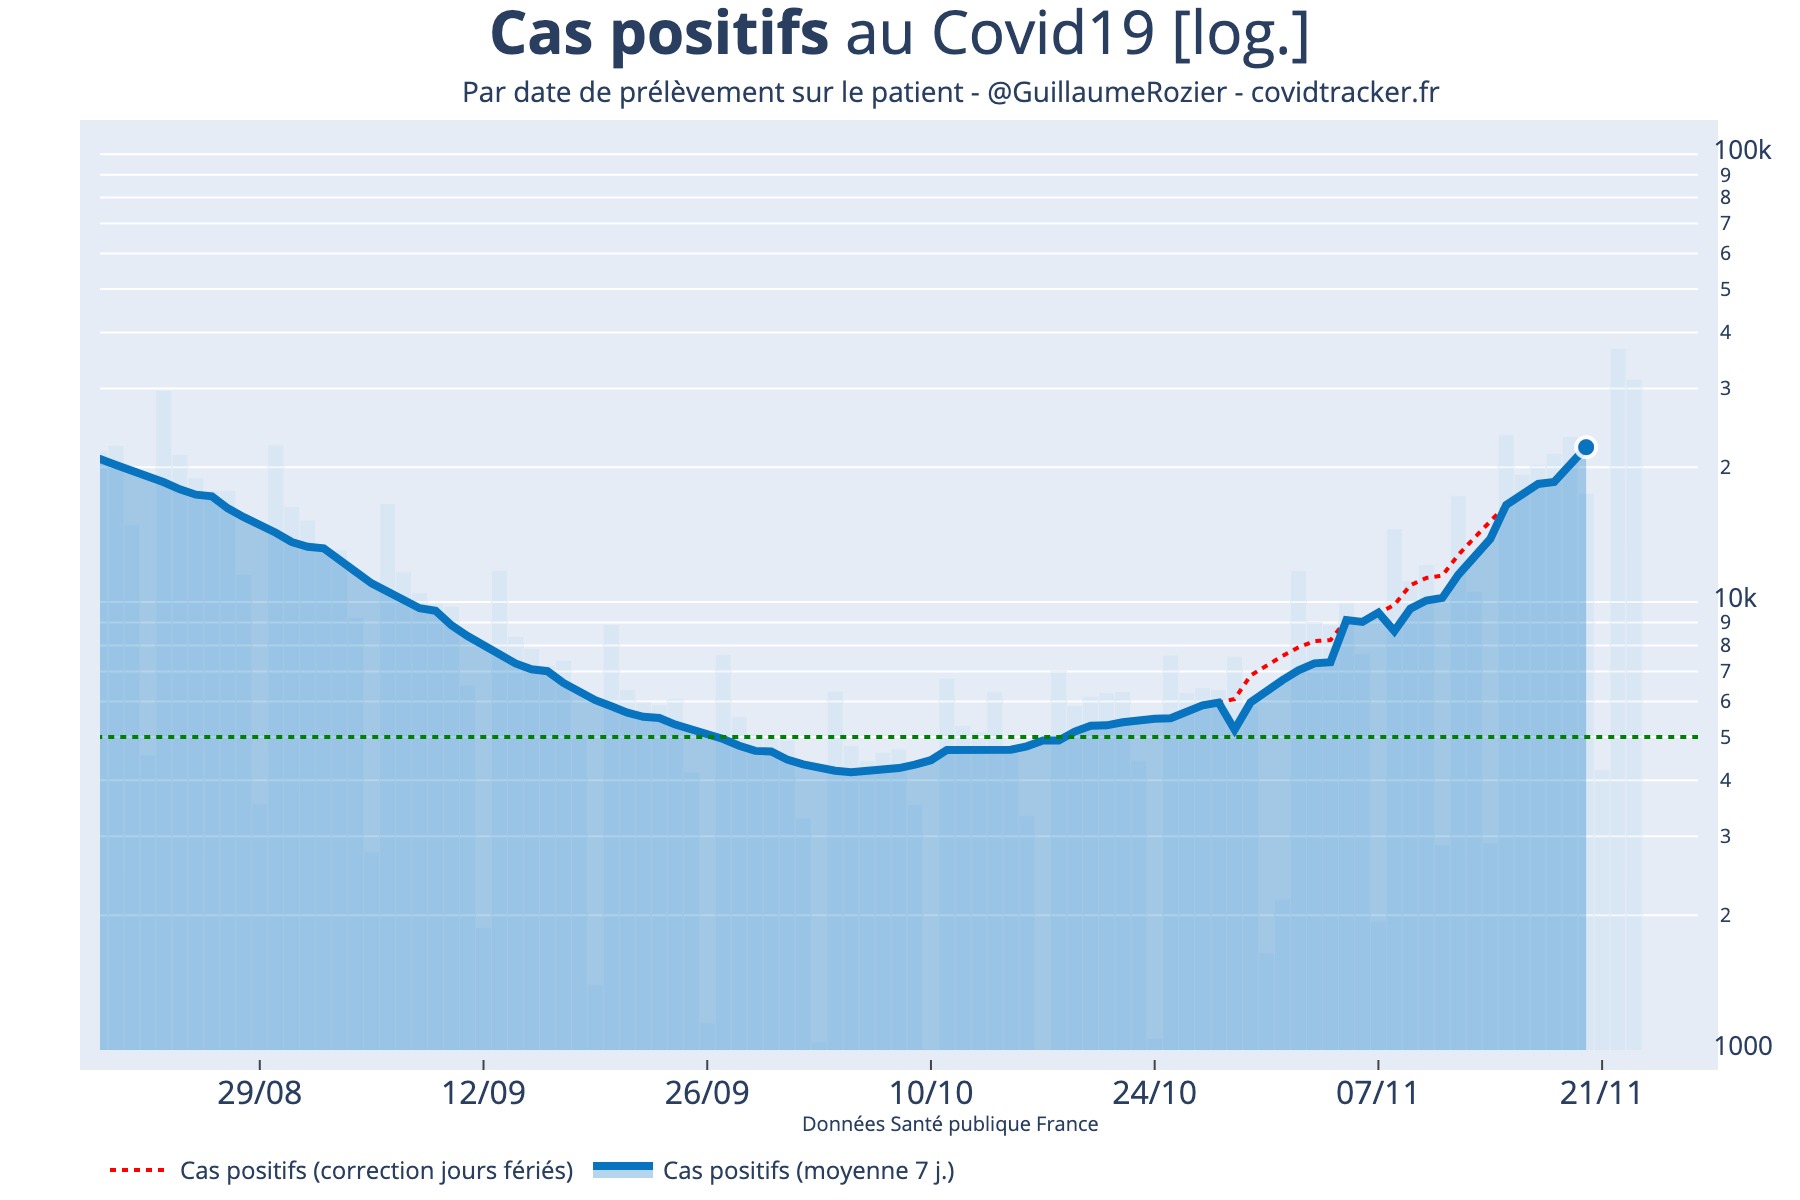 Cas positifs au Covid19 [log.]
Par date de prélèvement sur le patient - @GuillaumeRozier - covidtracker.fr
100k
9
8
7
6
5
4
3
2
10k
9
8
7
6
5
4
3
2
1000
29/08 12/09 26/09 10/10 24/10 07/11 21/11
Données Santé publique France
Cas positifs (correction jours fériés) Cas positifs (moyenne 7 j.)